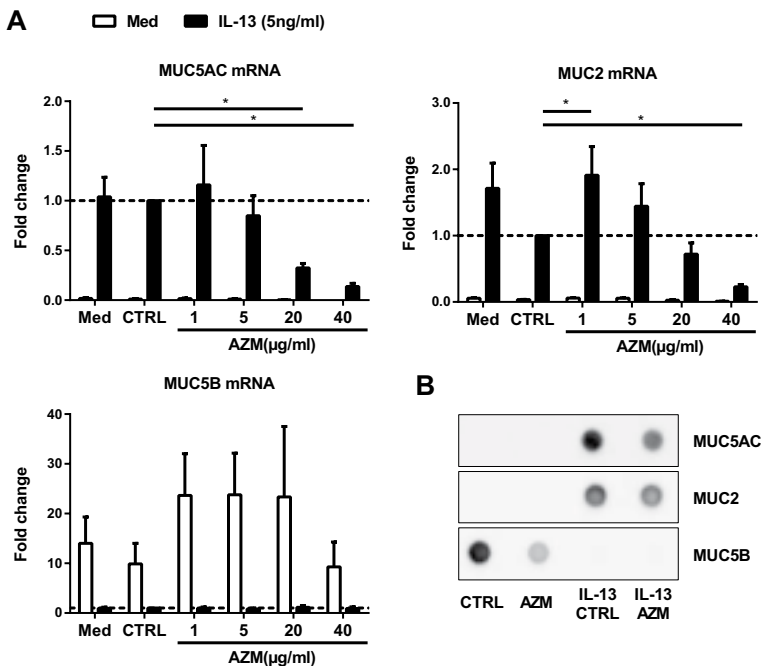 A
Med IL-13 (5ng/ml)
MUC5AC mRNA
Fold change
2.0
1.5
1.0
0.5
0.0
*
*
Med CTRL 1 5 20 40
AZM(µg/ml)
MUC2 mRNA
Fold change
3.0
2.0
1.0
0.0
*
*
Med CTRL 1 5 20 40
AZM(µg/ml)
MUC5B mRNA
Fold change
40
30
20
10
0
Med CTRL 1 5 20 40
AZM(µg/ml)
B
MUC5AC
MUC2
MUC5B
CTRL AZM IL-13 IL-13
CTRL AZM